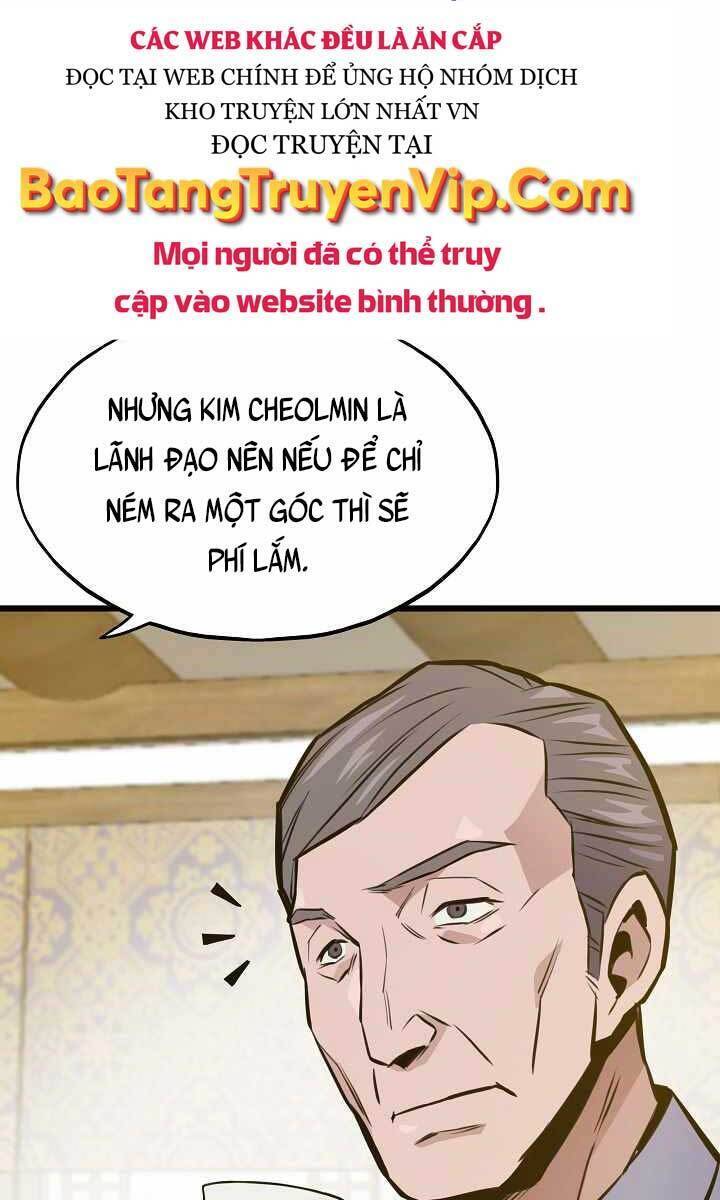 CÁC WEB KHÁC ĐỀU LÀ ĂN CẮP
ĐỌC TẠI WEB CHÍNH ĐỂ ỦNG HỘ NHÓM DỊCH
KHO TRUYỆN LỚN NHẤT VN
ĐỌC TRUYỆN TẠI
BaoTangTruyenVip.Com
Mọi người đã có thể truy
cập vào website bình thường .
NHƯNG KIM CHEOLMIN LÀ
LÃNH ĐẠO NÊN NẾU ĐỂ CHỈ
NÉM RA MỘT GÓC THÌ SẼ
PHÍ LẮM.